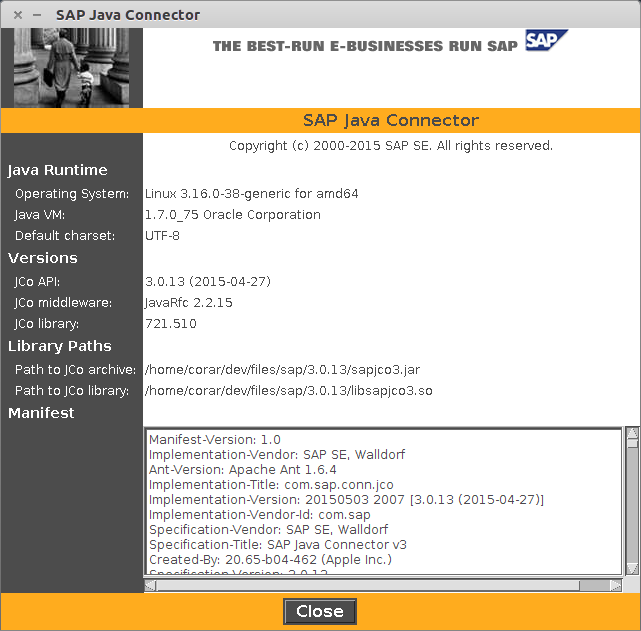 SAP Java Connector
THE BEST-RUN E-BUSINESSES RUN SAP SAP
SAP Java Connector
Copyright (c) 2000-2015 SAP SE. All rights reserved.
Java Runtime
Operating System: Linux 3.16.0-38-generic for amd64
Java VM: 1.7.0_75 Oracle Corporation
Default charset: UTF-8
Versions
JCo API: 3.0.13 (2015-04-27)
JCo middleware: JavaRfc 2.2.15
JCo library: 721.510
Library Paths
Path to JCo archive: /home/corar/dev/files/sap/3.0.13/sapjco3.jar
Path to JCo library: /home/corar/dev/files/sap/3.0.13/libsapjco3.so
Manifest
Manifest-Version: 1.0
Implementation-Vendor: SAP SE, Walldorf
Ant-Version: Apache Ant 1.6.4
Implementation-Title: com.sap.conn.jco
Implementation-Version: 20150503 2007 [3.0.13 (2015-04-27)]
Implementation-Vendor-Id: com.sap
Specification-Vendor: SAP SE, Walldorf
Specification-Title: SAP Java Connector v3
Created-By: 20.65-b04-462 (Apple Inc.)
Specification-Version: 3.0.13
Close